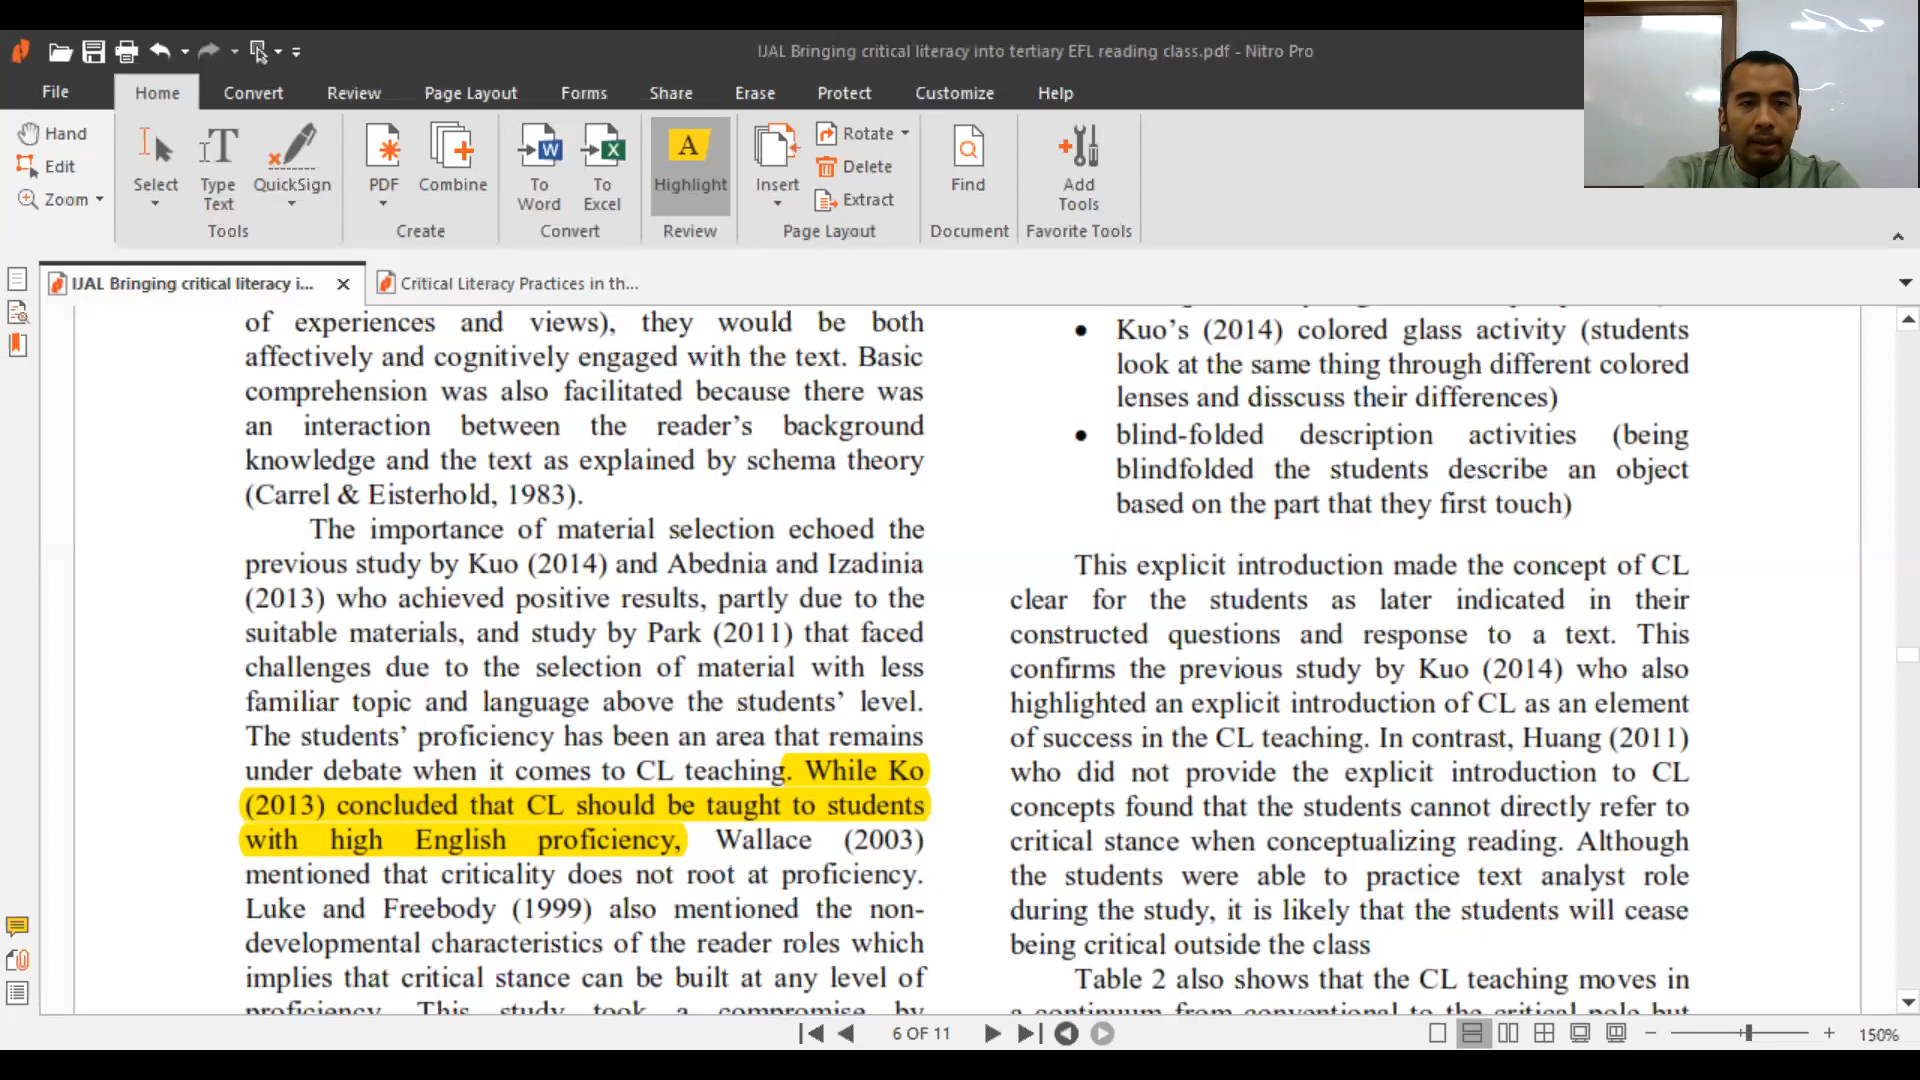 IJAL Bringing critical literacy into tertiary EFL reading class.pdf - Nitro Pro
File
Home
Convert
Review
Page Layout
Forms
Share
Erase
Protect
Customize
Help
Hand
Edit
Zoom
Select
Type
Text
QuickSign
Tools
PDF
Combine
Create
To
Word
To
Excel
Convert
Highlight
Review
Insert
Rotate
Delete
Extract
Page Layout
Find
Document
Add
Tools
Favorite Tools
IJAL Bringing critical literacy i...
Critical Literacy Practices in th...
of experiences and views), they would be both
affectively and cognitively engaged with the text. Basic
comprehension was also facilitated because there was
an interaction between the reader's background
knowledge and the text as explained by schema theory
(Carrel & Eisterhold, 1983).
The importance of material selection echoed the
previous study by Kuo (2014) and Abednia and Izadinia
(2013) who achieved positive results, partly due to the
suitable materials, and study by Park (2011) that faced
challenges due to the selection of material with less
familiar topic and language above the students' level.
The students' proficiency has been an area that remains
under debate when it comes to CL teaching. While Ko
(2013) concluded that CL should be taught to students
with high English proficiency, Wallace (2003)
mentioned that criticality does not root at proficiency.
Luke and Freebody (1999) also mentioned the non-
developmental characteristics of the reader roles which
implies that critical stance can be built at any level of
proficiency. This study took a compromise by
• Kuo's (2014) colored glass activity (students
look at the same thing through different colored
lenses and disscuss their differences)
• blind-folded description activities (being
blindfolded the students describe an object
based on the part that they first touch)
This explicit introduction made the concept of CL
clear for the students as later indicated in their
constructed questions and response to a text. This
confirms the previous study by Kuo (2014) who also
highlighted an explicit introduction of CL as an element
of success in the CL teaching. In contrast, Huang (2011)
who did not provide the explicit introduction to CL
concepts found that the students cannot directly refer to
critical stance when conceptualizing reading. Although
the students were able to practice text analyst role
during the study, it is likely that the students will cease
being critical outside the class
Table 2 also shows that the CL teaching moves in
a continuum from conventional to the critical pole but
6 OF 11
150%